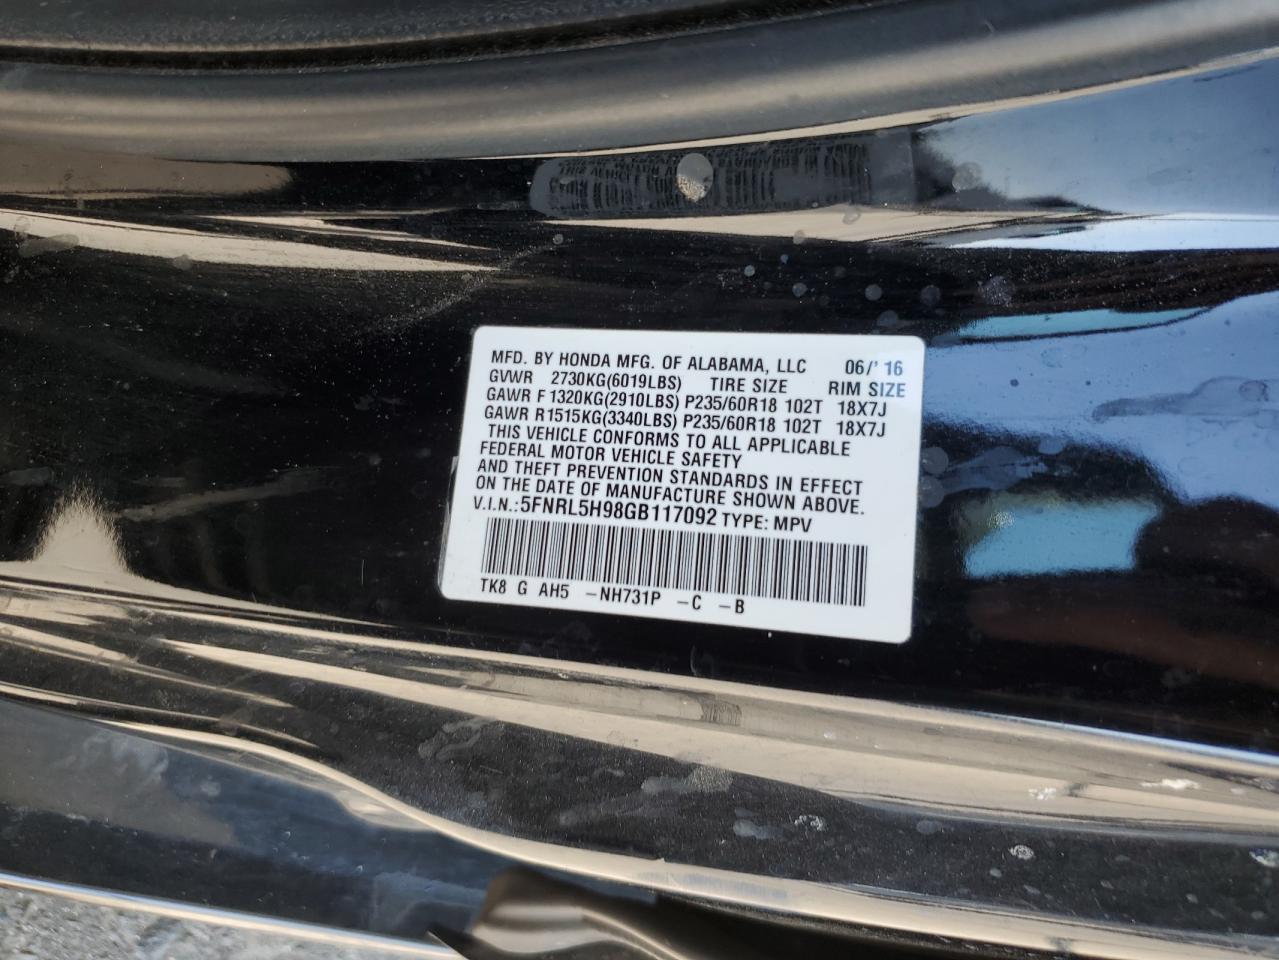 MFD. BY HONDA MFG. OF ALABAMA, LLC 06/' 16
GVWR 2730KG(6019LBS) TIRE SIZE RIM SIZE
GAWR F 1320KG(2910LBS) P235/60R18 102T 18X7J
GAWR R1515KG(3340LBS) P235/60R18 102T 18X7J
THIS VEHICLE CONFORMS TO ALL APPLICABLE
FEDERAL MOTOR VEHICLE SAFETY
AND THEFT PREVENTION STANDARDS IN EFFECT
ON THE DATE OF MANUFACTURE SHOWN ABOVE.
V.I.N.:5FNRL5H98GB117092 TYPE: MPV
TK8 G AH5 -NH731P -C -B